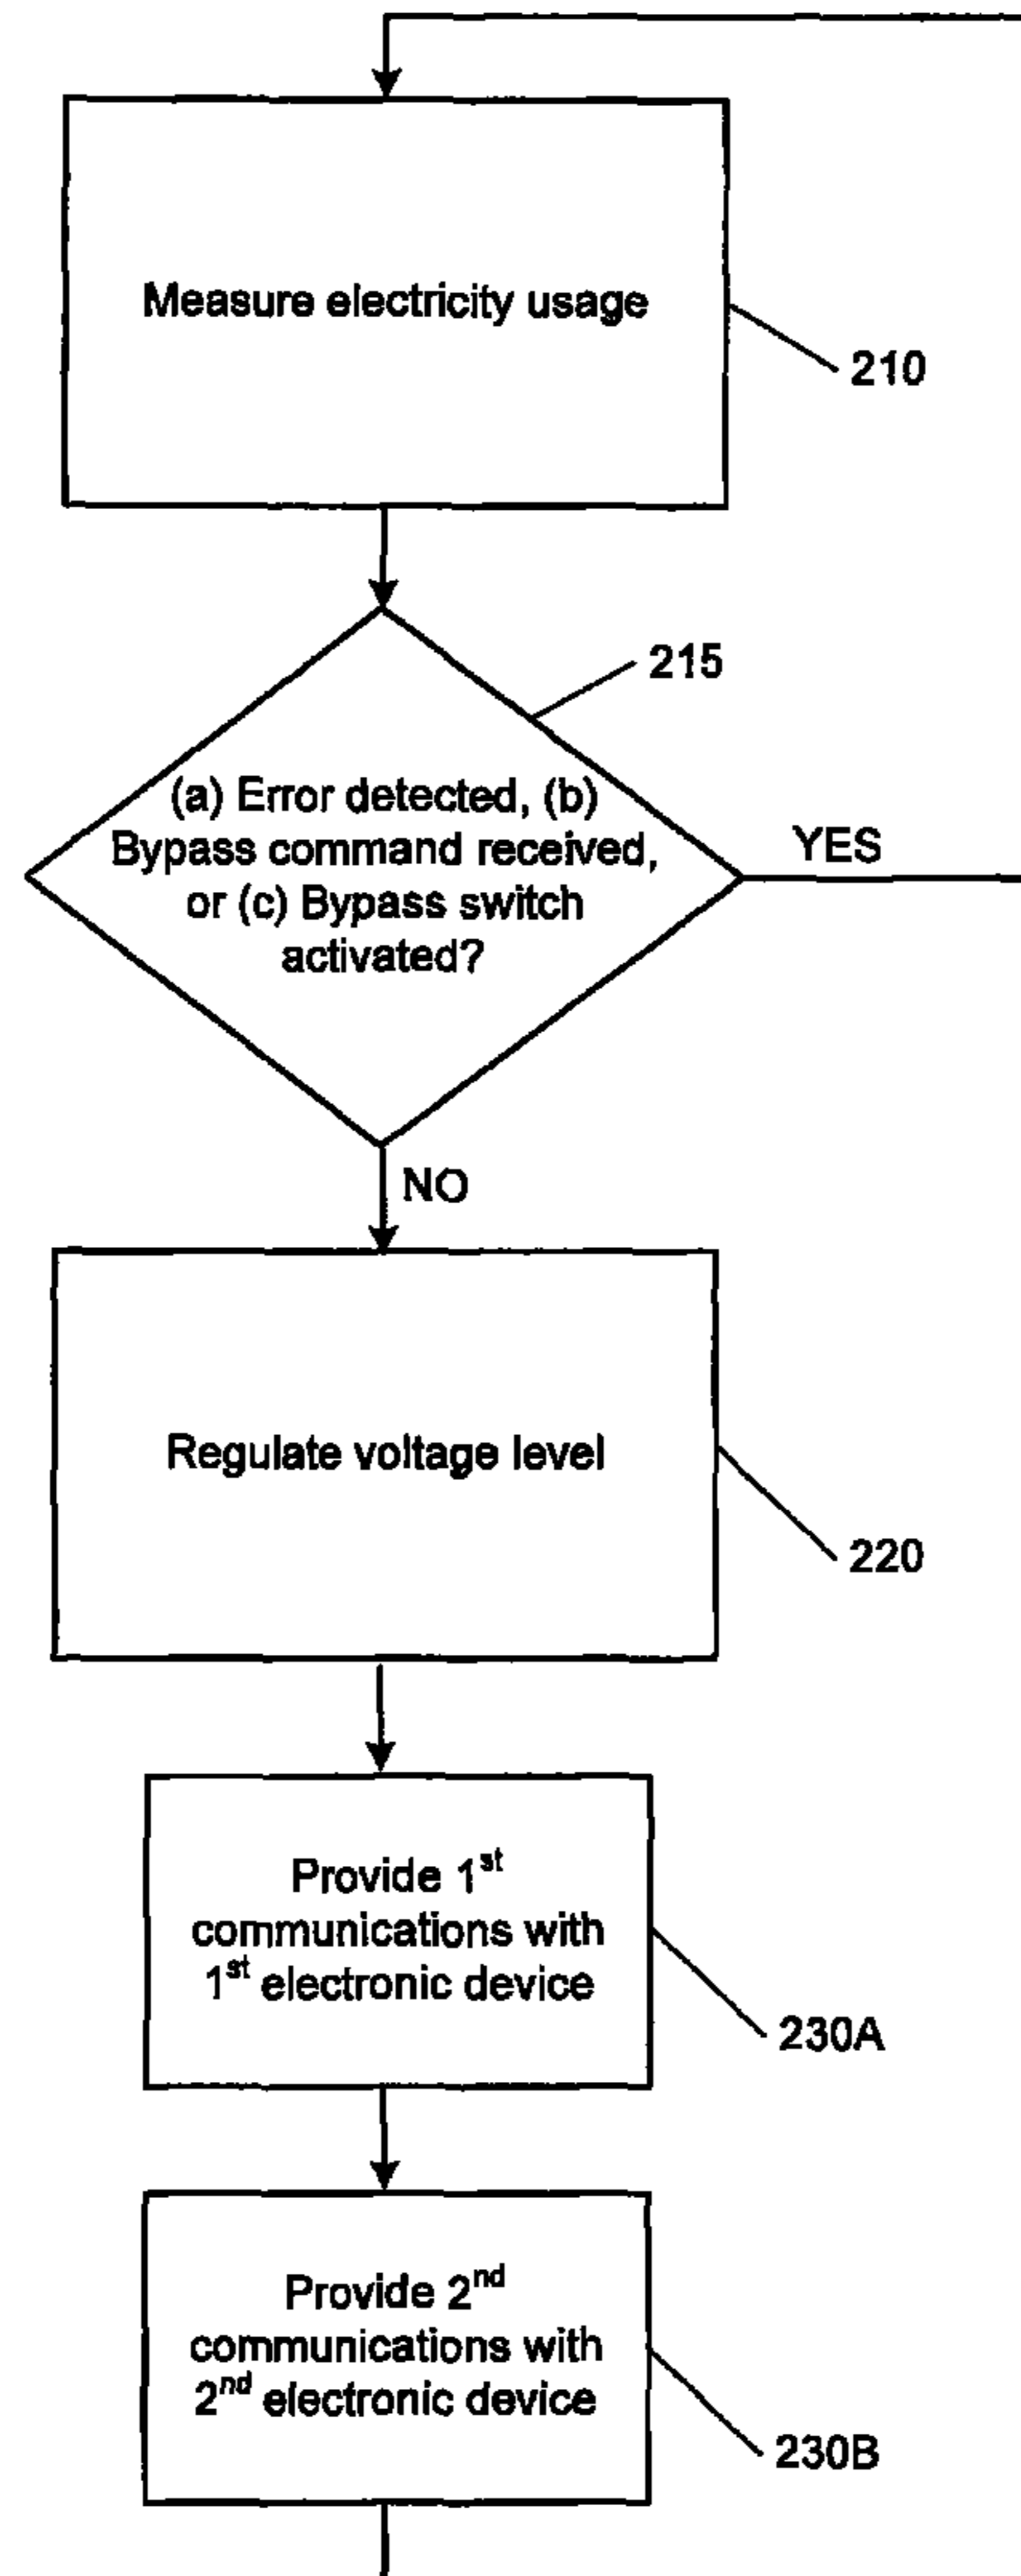 Measure electricity usage
210
215
(a) Error detected, (b)
Bypass command received,
or (c) Bypass switch
activated?
YES
NO
Regulate voltage level
220
Provide 1st
communications with
1st electronic device
230A
Provide 2nd
communications with
2nd electronic device
230B